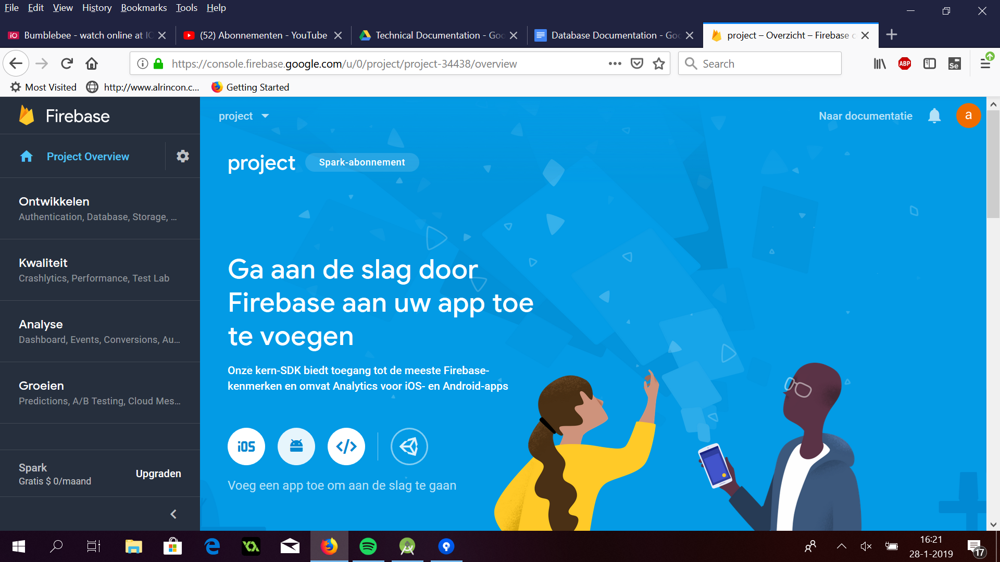 File Edit View History Bookmarks Tools Help
Bumblebee - watch online at IO
(52) Abonnementen - YouTube
Technical Documentation - Goo
Database Documentation - Goo
project – Overzicht – Firebase c
https://console.firebase.google.com/u/0/project/project-34438/overview
Search
ABP
Se
Most Visited
http://www.alrincon.c...
Getting Started
Firebase
project
Naar documentatie
a
Project Overview
project
Spark-abonnement
Ontwikkelen
Authentication, Database, Storage, ...
Kwaliteit
Crashlytics, Performance, Test Lab
Analyse
Dashboard, Events, Conversions, Au...
Groeien
Predictions, A/B Testing, Cloud Mes...
Ga aan de slag door
Firebase aan uw app toe
te voegen
Onze kern-SDK biedt toegang tot de meeste Firebase-
kenmerken en omvat Analytics voor iOS- en Android-apps
iOS
Voeg een app toe om aan de slag te gaan
Spark
Gratis $ 0/maand
Upgraden
16:21
28-1-2019
17